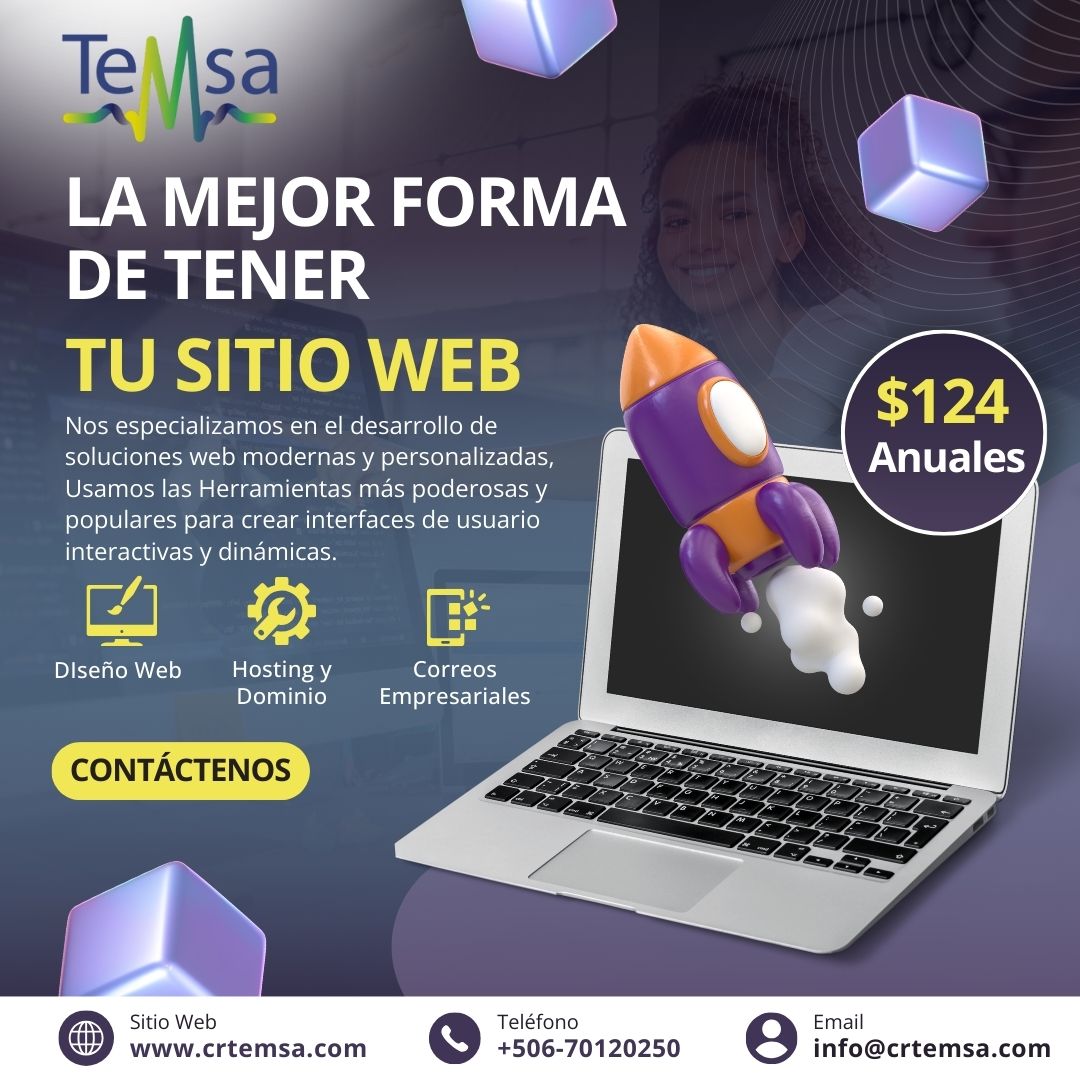 TeMsa
LA MEJOR FORMA
DE TENER
TU SITIO WEB
Nos especializamos en el desarrollo de
soluciones web modernas y personalizadas,
Usamos las Herramientas más poderosas y
populares para crear interfaces de usuario
interactivas y dinámicas.
$124
Anuales
DIseño Web
Hosting y
Dominio
Correos
Empresariales
CONTÁCTENOS
Sitio Web
www.crtemsa.com
Teléfono
+506-70120250
Email
info@crtemsa.com